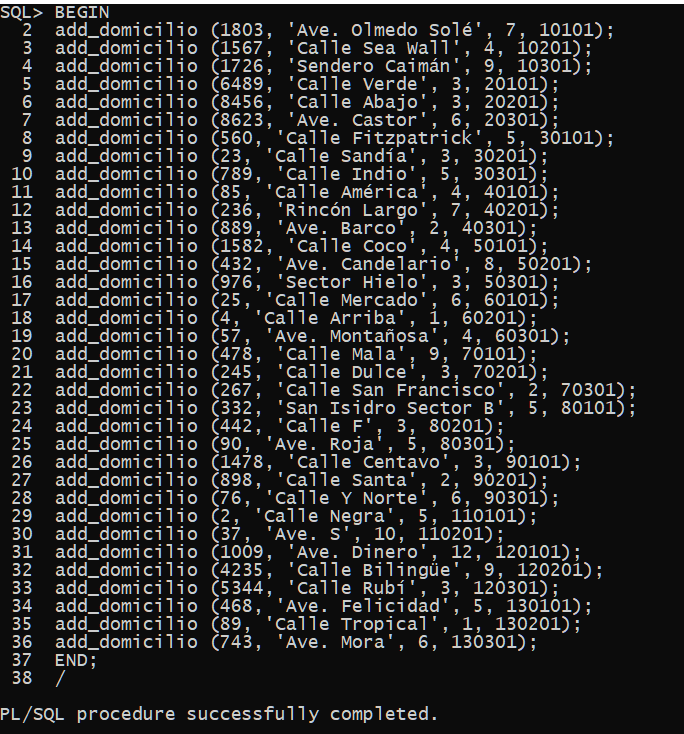 SQL> BEGIN
  2  add_domicilio (1803, 'Ave. Olmedo Solé', 7, 10101);
  3  add_domicilio (1567, 'Calle Sea Wall', 4, 10201);
  4  add_domicilio (1726, 'Sendero Caimán', 9, 10301);
  5  add_domicilio (6489, 'Calle Verde', 3, 20101);
  6  add_domicilio (8456, 'Calle Abajo', 3, 20201);
  7  add_domicilio (8623, 'Ave. Castor', 6, 20301);
  8  add_domicilio (560, 'Calle Fitzpatrick', 5, 30101);
  9  add_domicilio (23, 'Calle Sandía', 3, 30201);
 10  add_domicilio (789, 'Calle Indio', 5, 30301);
 11  add_domicilio (85, 'Calle América', 4, 40101);
 12  add_domicilio (236, 'Rincón Largo', 7, 40201);
 13  add_domicilio (889, 'Ave. Barco', 2, 40301);
 14  add_domicilio (1582, 'Calle Coco', 4, 50101);
 15  add_domicilio (432, 'Ave. Candelario', 8, 50201);
 16  add_domicilio (976, 'Sector Hielo', 3, 50301);
 17  add_domicilio (25, 'Calle Mercado', 6, 60101);
 18  add_domicilio (4, 'Calle Arriba', 1, 60201);
 19  add_domicilio (57, 'Ave. Montañosa', 4, 60301);
 20  add_domicilio (478, 'Calle Mala', 9, 70101);
 21  add_domicilio (245, 'Calle Dulce', 3, 70201);
 22  add_domicilio (267, 'Calle San Francisco', 2, 70301);
 23  add_domicilio (332, 'San Isidro Sector B', 5, 80101);
 24  add_domicilio (442, 'Calle F', 3, 80201);
 25  add_domicilio (90, 'Ave. Roja', 5, 80301);
 26  add_domicilio (1478, 'Calle Centavo', 3, 90101);
 27  add_domicilio (898, 'Calle Santa', 2, 90201);
 28  add_domicilio (76, 'Calle Y Norte', 6, 90301);
 29  add_domicilio (2, 'Calle Negra', 5, 110101);
 30  add_domicilio (37, 'Ave. S', 10, 110201);
 31  add_domicilio (1009, 'Ave. Dinero', 12, 120101);
 32  add_domicilio (4235, 'Calle Bilingüe', 9, 120201);
 33  add_domicilio (5344, 'Calle Rubí', 3, 120301);
 34  add_domicilio (468, 'Ave. Felicidad', 5, 130101);
 35  add_domicilio (89, 'Calle Tropical', 1, 130201);
 36  add_domicilio (743, 'Ave. Mora', 6, 130301);
 37  END;
 38  /
PL/SQL procedure successfully completed.